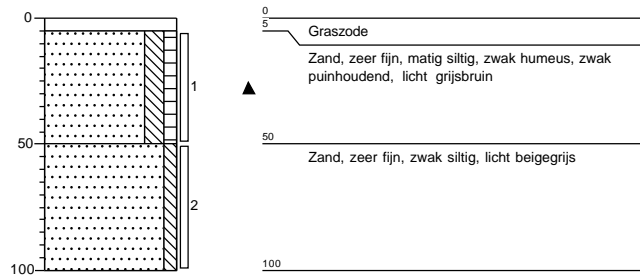 0
50
100
1
2
0
5
Graszode
Zand, zeer fijn, matig siltig, zwak humeus, zwak
puinhoudend, licht grijsbruin
50
Zand, zeer fijn, zwak siltig, licht beigegrijs
100